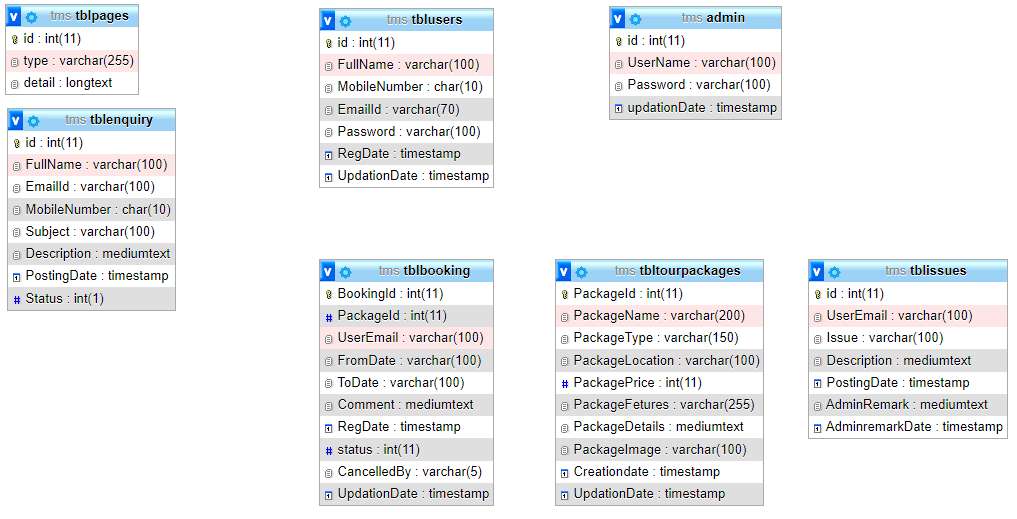 tms tblpages
id : int(11)
type : varchar(255)
detail : longtext
tms tblenquiry
id : int(11)
FullName : varchar(100)
EmailId : varchar(100)
MobileNumber : char(10)
Subject : varchar(100)
Description : mediumtext
PostingDate : timestamp
# Status : int(1)
tms tblusers
id : int(11)
FullName : varchar(100)
MobileNumber : char(10)
EmailId : varchar(70)
Password : varchar(100)
RegDate : timestamp
UpdationDate : timestamp
tms admin
id : int(11)
UserName : varchar(100)
Password : varchar(100)
updationDate : timestamp
tms tblbooking
BookingId : int(11)
# PackageId : int(11)
UserEmail : varchar(100)
FromDate : varchar(100)
ToDate : varchar(100)
Comment : mediumtext
RegDate : timestamp
# status : int(11)
CancelledBy : varchar(5)
UpdationDate : timestamp
tms tbltourpackages
PackageId : int(11)
PackageName : varchar(200)
PackageType : varchar(150)
PackageLocation : varchar(100)
# PackagePrice : int(11)
PackageFetures : varchar(255)
PackageDetails : mediumtext
PackageImage : varchar(100)
Creationdate : timestamp
UpdationDate : timestamp
tms tblissues
id : int(11)
UserEmail : varchar(100)
Issue : varchar(100)
Description : mediumtext
PostingDate : timestamp
AdminRemark : mediumtext
AdminremarkDate : timestamp